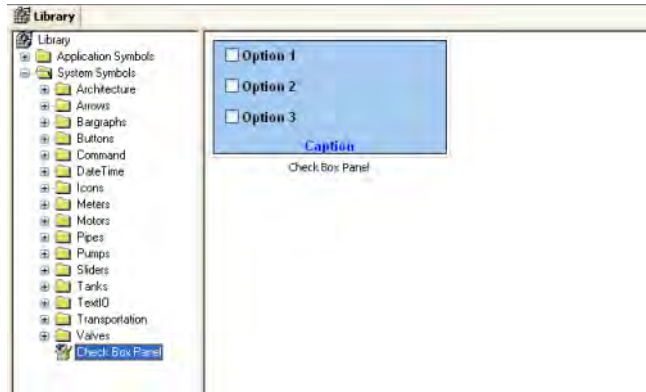 Library
Library
Application Symbols
System Symbols
Architecture
Arrows
Bargraphs
Buttons
Command
DateTime
Icons
Meters
Motors
Pipes
Pumps
Sliders
Tanks
TextIO
Transportation
Valves
Check Box Panel
Option 1
Option 2
Option 3
Caption
Check Box Panel